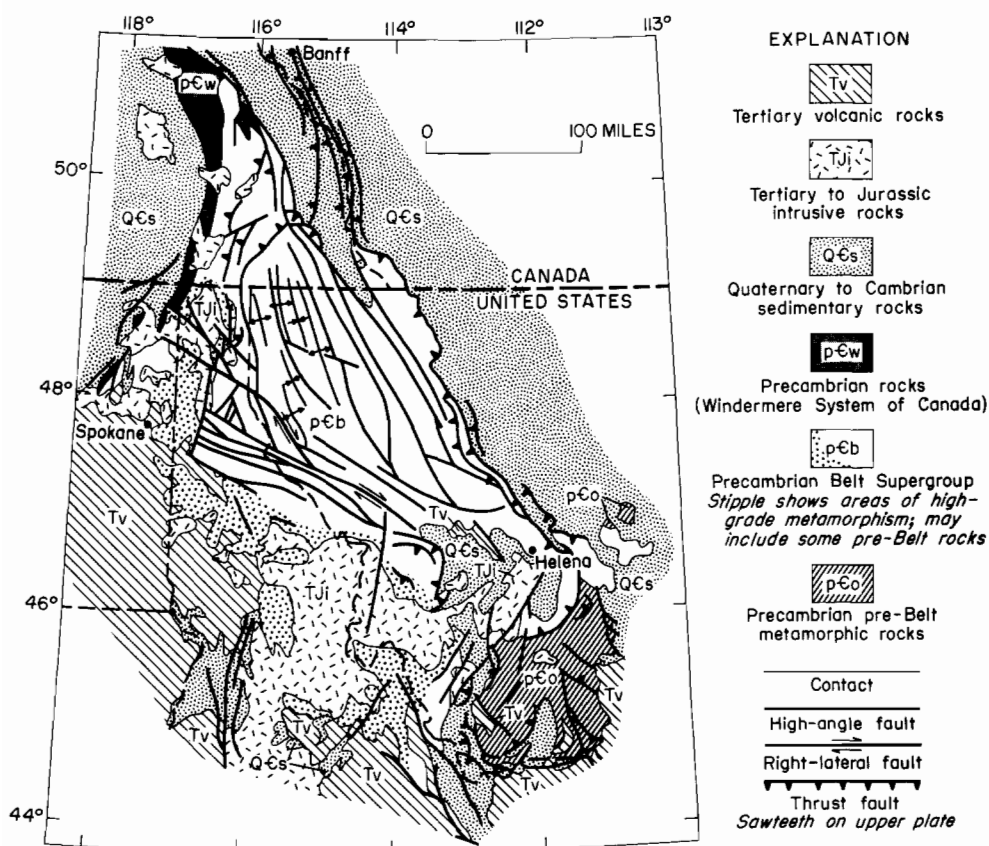 118°
116°
114°
112°
113°
Banff
p€w
0
100 MILES
50°
Q€s
Q€s
CANADA
UNITED STATES
TJi
48°
Spokane
p€b
Tv
Tv
p€o
Q€s
TJi
Helena
Q€s
46°
TJi
p€o
Tv
Tv
Tv
Tv
Q€s
Tv
Tv
44°
EXPLANATION
Tv
Tertiary volcanic rocks
TJi
Tertiary to Jurassic
intrusive rocks
Q€s
Quaternary to Cambrian
sedimentary rocks
p€w
Precambrian rocks
(Windermere System of Canada)
p€b
Precambrian Belt Supergroup
Stipple shows areas of high-
grade metamorphism; may
include some pre-Belt rocks
p€o
Precambrian pre-Belt
metamorphic rocks
Contact
High-angle fault
Right-lateral fault
Thrust fault
Sawteeth on upper plate